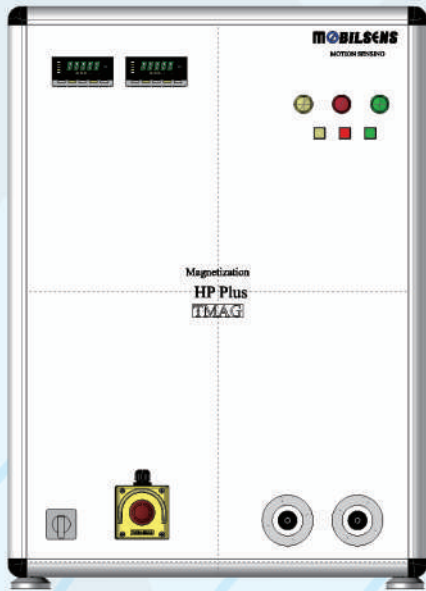 MOBILSENS
MOTION SENSING
Magnetization
HP Plus
TMAG